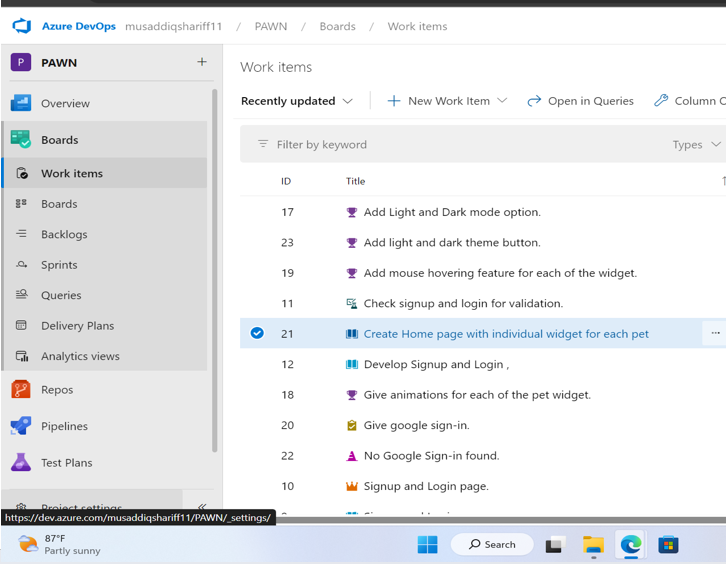 Azure DevOps musaddiqshariff11 / PAWN / Boards / Work items
P PAWN +
Work items
Overview
Recently updated
New Work Item
Open in Queries
Column O
Boards
Filter by keyword
Types
Work items
ID Title
Boards
17 Add Light and Dark mode option.
Backlogs
23 Add light and dark theme button.
Sprints
19 Add mouse hovering feature for each of the widget.
Queries
11 Check signup and login for validation.
Delivery Plans
21 Create Home page with individual widget for each pet ...
Analytics views
12 Develop Signup and Login ,
Repos
18 Give animations for each of the pet widget.
Pipelines
20 Give google sign-in.
Test Plans
22 No Google Sign-in found.
10 Signup and Login page.
Project settings
https://dev.azure.com/musaddiqshariff11/PAWN/_settings/
87°F
Partly sunny
Search